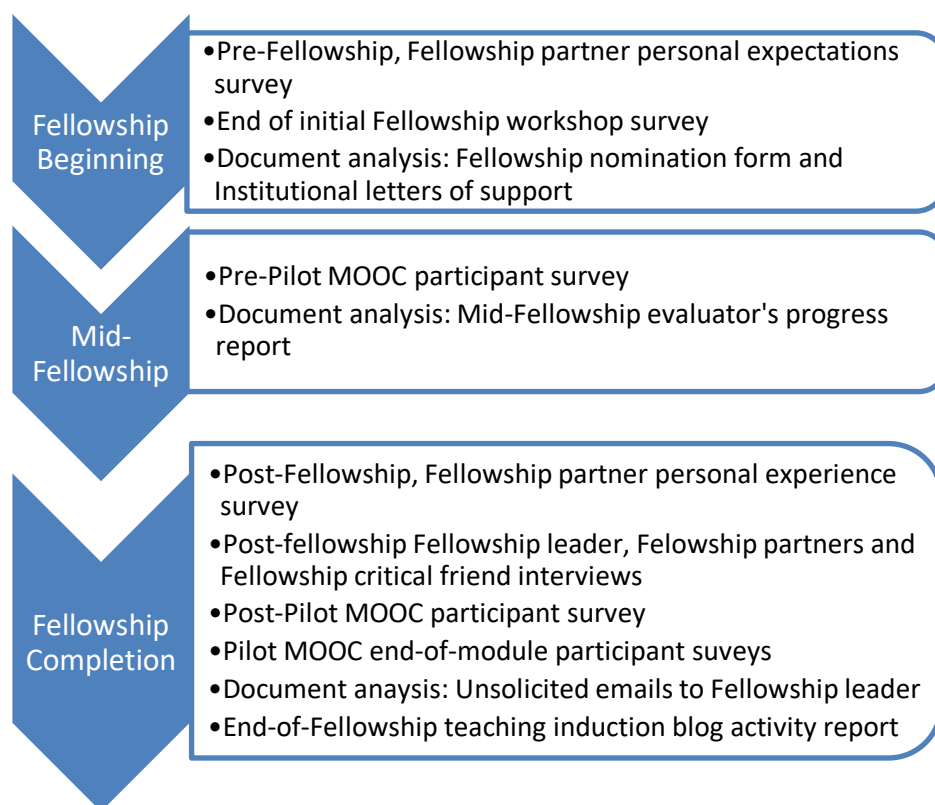 Fellowship
Beginning
•Pre-Fellowship, Fellowship partner personal expectations
survey
•End of initial Fellowship workshop survey
•Document analysis: Fellowship nomination form and
Institutional letters of support
Mid-
Fellowship
•Pre-Pilot MOOC participant survey
•Document analysis: Mid-Fellowship evaluator's progress
report
Fellowship
Completion
•Post-Fellowship, Fellowship partner personal experience
survey
•Post-fellowship Fellowship leader, Felowship partners and
Fellowship critical friend interviews
•Post-Pilot MOOC participant survey
•Pilot MOOC end-of-module participant suveys
•Document anaysis: Unsolicited emails to Fellowship leader
•End-of-Fellowship teaching induction blog activity report